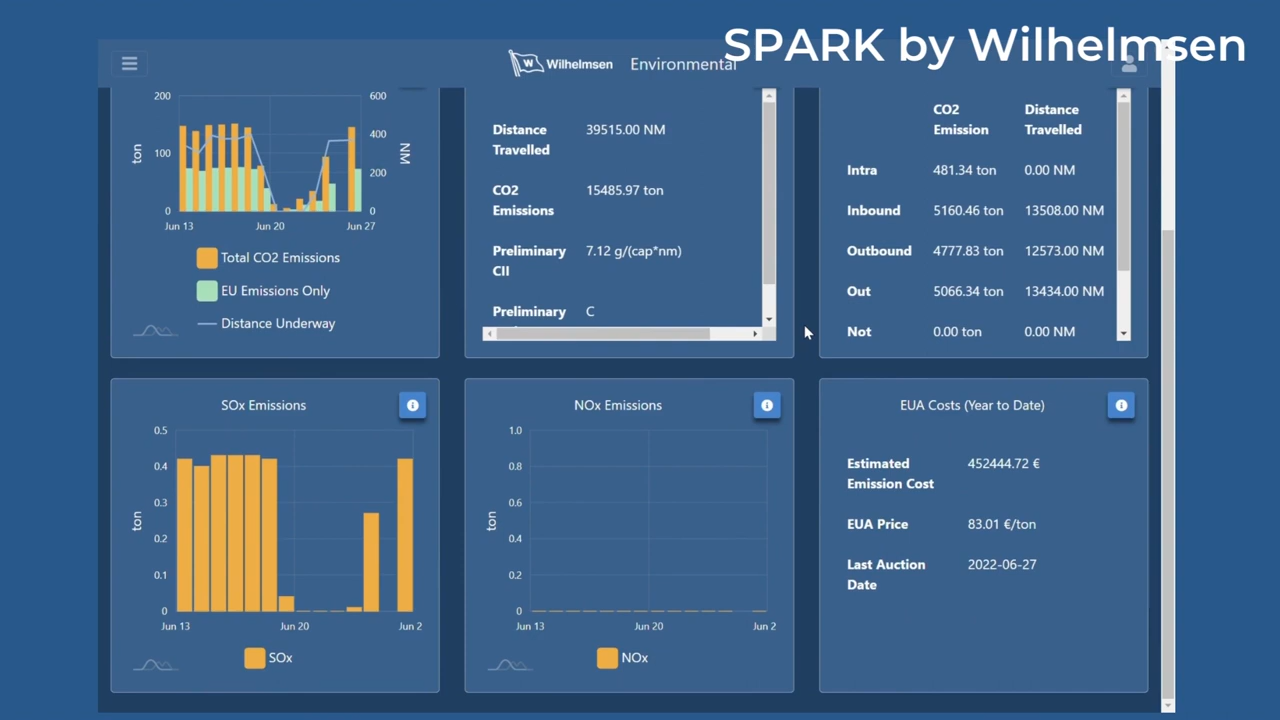 SPARK by Wilhelmsen
W
Wilhelmsen
Environmental
200
600
100
400
200
0
0
ton
NM
Jun 13
Jun 20
Jun 27
Total CO2 Emissions
EU Emissions Only
Distance Underway
Distance Travelled 39515.00 NM
CO2 Emissions 15485.97 ton
Preliminary CII 7.12 g/(cap*nm)
Preliminary C
CO2 Emission Distance Travelled
Intra 481.34 ton 0.00 NM
Inbound 5160.46 ton 13508.00 NM
Outbound 4777.83 ton 12573.00 NM
Out 5066.34 ton 13434.00 NM
Not 0.00 ton 0.00 NM
SOx Emissions
0.5
0.4
0.3
0.2
0.1
0
ton
Jun 13
Jun 20
Jun 2
SOx
NOx Emissions
1.0
0.8
0.6
0.4
0.2
0
ton
Jun 13
Jun 20
Jun 2
NOx
EUA Costs (Year to Date)
Estimated Emission Cost 452444.72 €
EUA Price 83.01 €/ton
Last Auction Date 2022-06-27